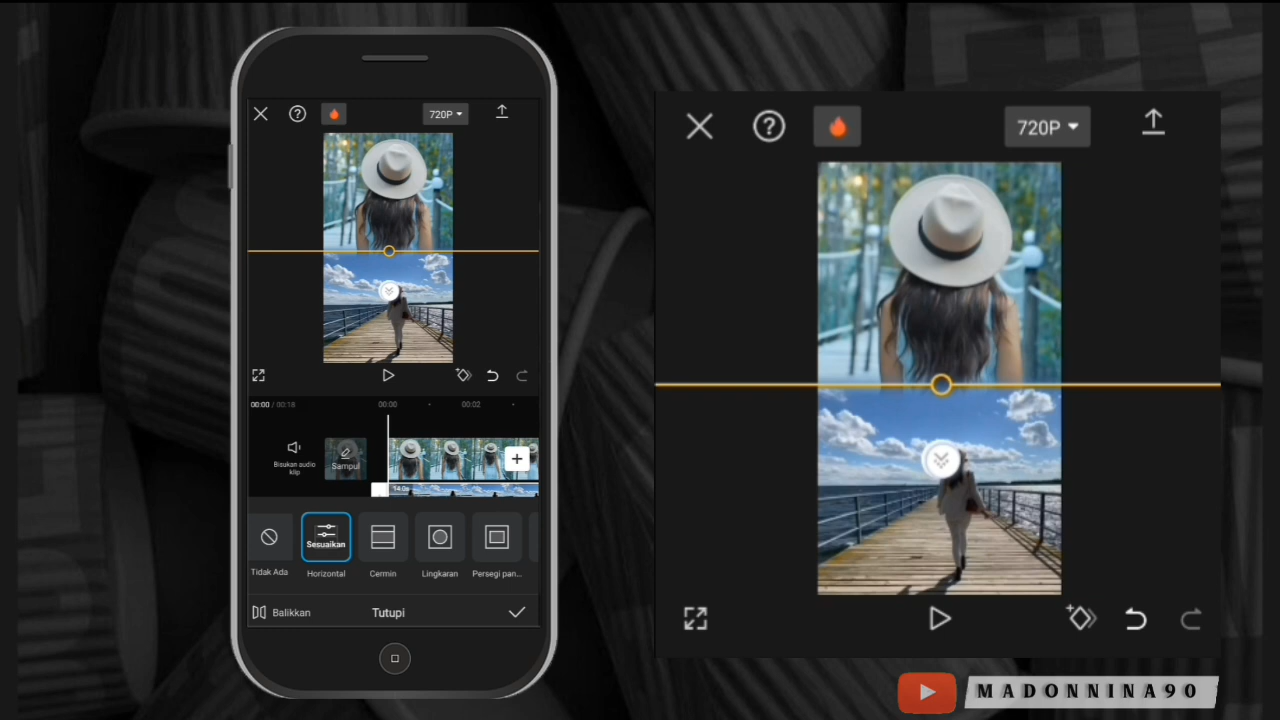 720P
00:00 / 00:18
00:00
00:02
Bisukan audio
klip
Sampul
14.0s
Sesuaikan
Tidak Ada
Horizontal
Cermin
Lingkaran
Persegi pan...
Balikkan
Tutupi
720P
MADONNINA90